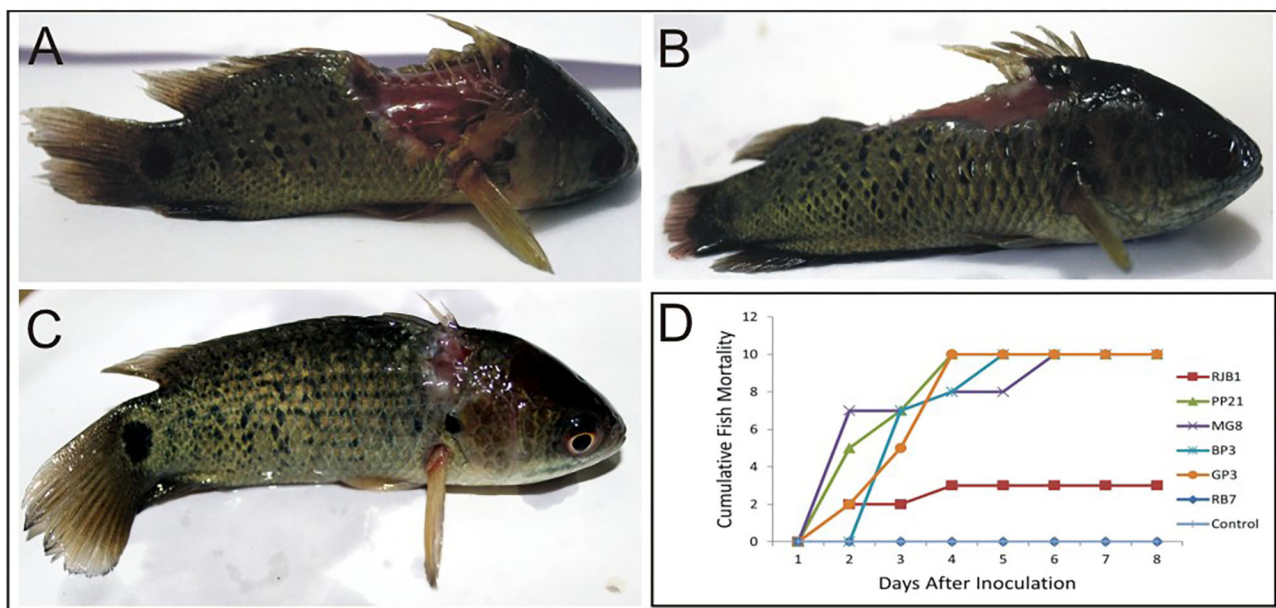 A
B
C
D
Cumulative Fish Mortality
12
10
8
6
4
2
0
1 2 3 4 5 6 7 8
Days After Inoculation
RJB1
PP21
MG8
BP3
GP3
RB7
Control